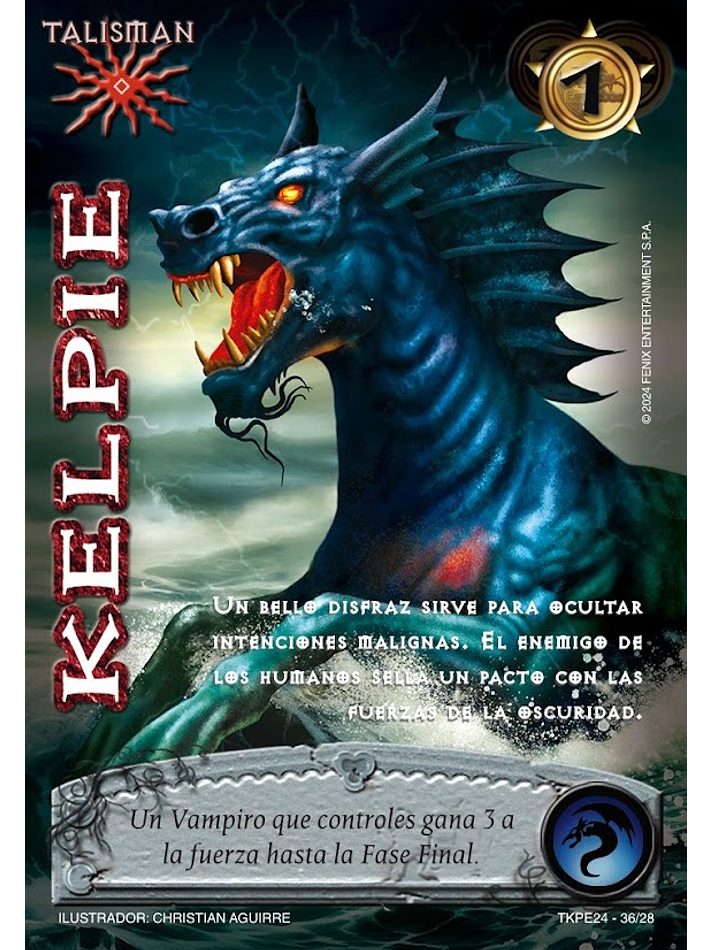 TALISMAN
1
KELPIE
© 2024 FENIX ENTERTAINMENT S.P.A.
Un bello disfraz sirve para ocultar
intenciones malignas. El enemigo de
los humanos sella un pacto con las
fuerzas de la oscuridad.
Un Vampiro que controles gana 3 a
la fuerza hasta la Fase Final.
ILUSTRADOR: CHRISTIAN AGUIRRE
TKPE24 - 36/28